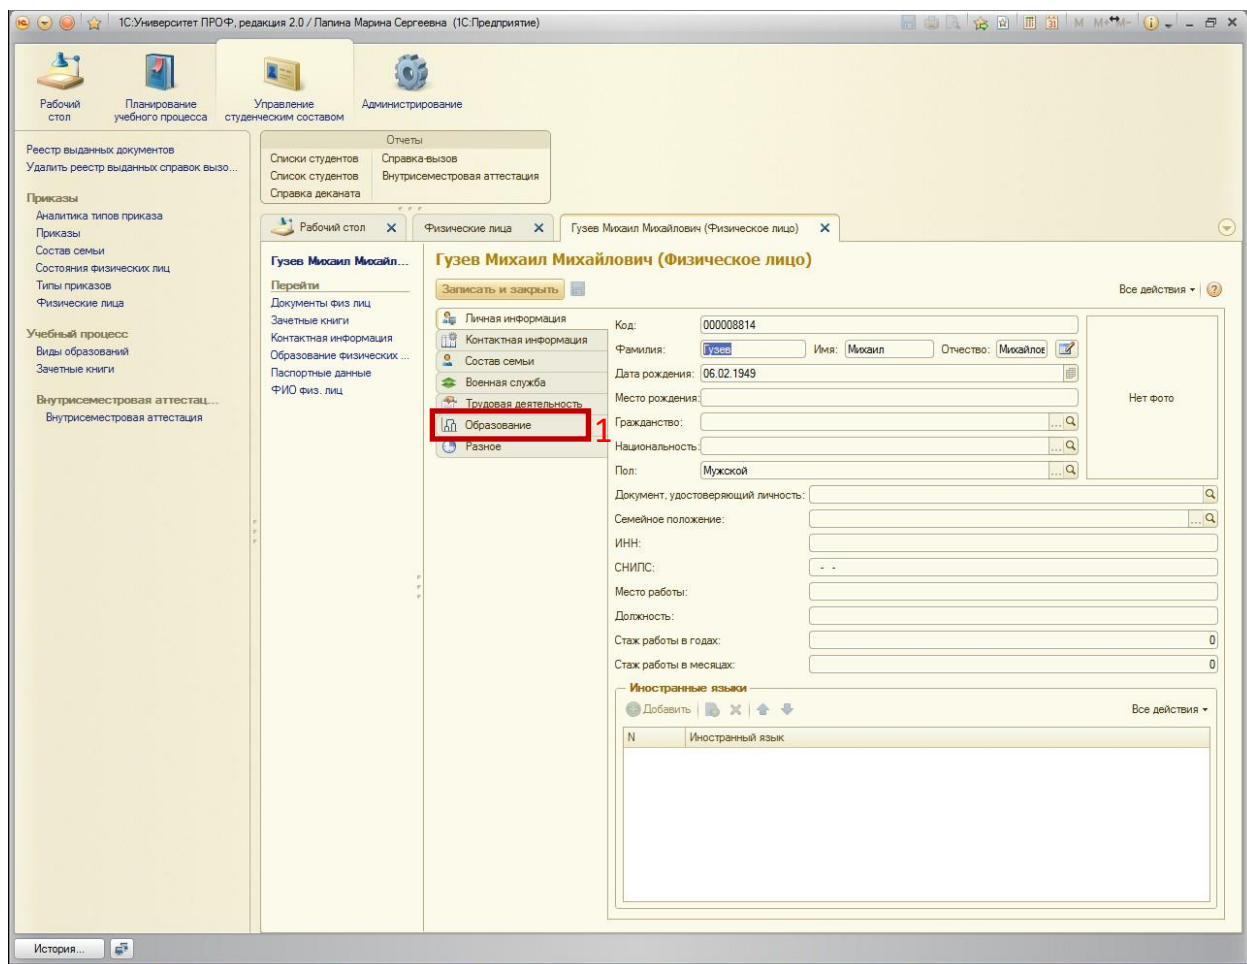 1С:Университет ПРОФ, редакция 2.0 / Лапина Марина Сергеевна (1С:Предприятие)
M M+ M-
Рабочий стол
Планирование учебного процесса
Управление студенческим составом
Администрирование
Реестр выданных документов
Удалить реестр выданных справок вызо...
Приказы
Аналитика типов приказа
Приказы
Состав семьи
Состояния физических лиц
Типы приказов
Физические лица
Учебный процесс
Виды образований
Зачетные книги
Внутрисеместровая аттестац...
Внутрисеместровая аттестация
Отчеты
Списки студентов Справка-вызов
Список студентов Внутрисеместровая аттестация
Справка деканата
Рабочий стол
Физические лица
Гузев Михаил Михайлович (Физическое лицо)
Гузев Михаил Михайл...
Перейти
Документы физ лиц
Зачетные книги
Контактная информация
Образование физических ...
Паспортные данные
ФИО физ. лиц
Гузев Михаил Михайлович (Физическое лицо)
Записать и закрыть
Все действия
Личная информация
Контактная информация
Состав семьи
Военная служба
Трудовая деятельность
Образование
1
Разное
Код: 000008814
Фамилия: Гузев Имя: Михаил Отчество: Михайлов
Дата рождения: 06.02.1949
Место рождения:
Гражданство:
Национальность:
Пол: Мужской
Нет фото
Документ, удостоверяющий личность:
Семейное положение:
ИНН:
СНИПС: - -
Место работы:
Должность:
Стаж работы в годах: 0
Стаж работы в месяцах: 0
Иностранные языки
Добавить
Все действия
N Иностранный язык
История...